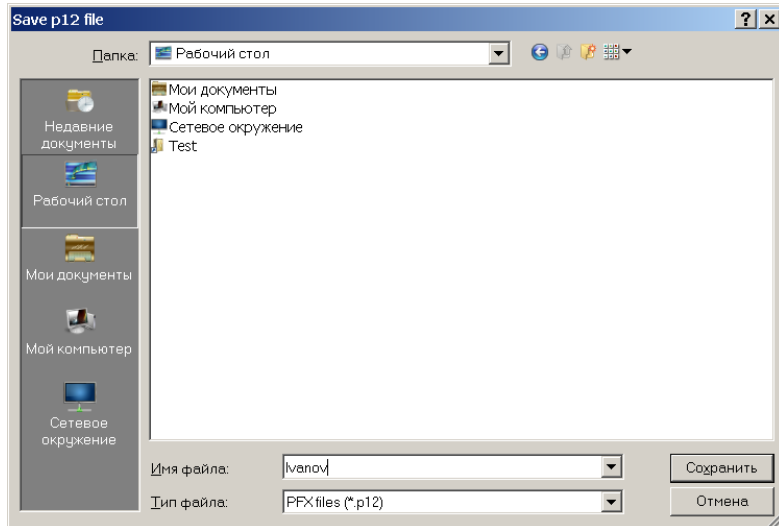 Save p12 file
Папка: Рабочий стол
Недавние
документы
Рабочий стол
Мои документы
Мой компьютер
Сетевое
окружение
Мои документы
Мой компьютер
Сетевое окружение
Test
Имя файла: Ivanov Сохранить
Тип файла: PFX files (*.p12) Отмена